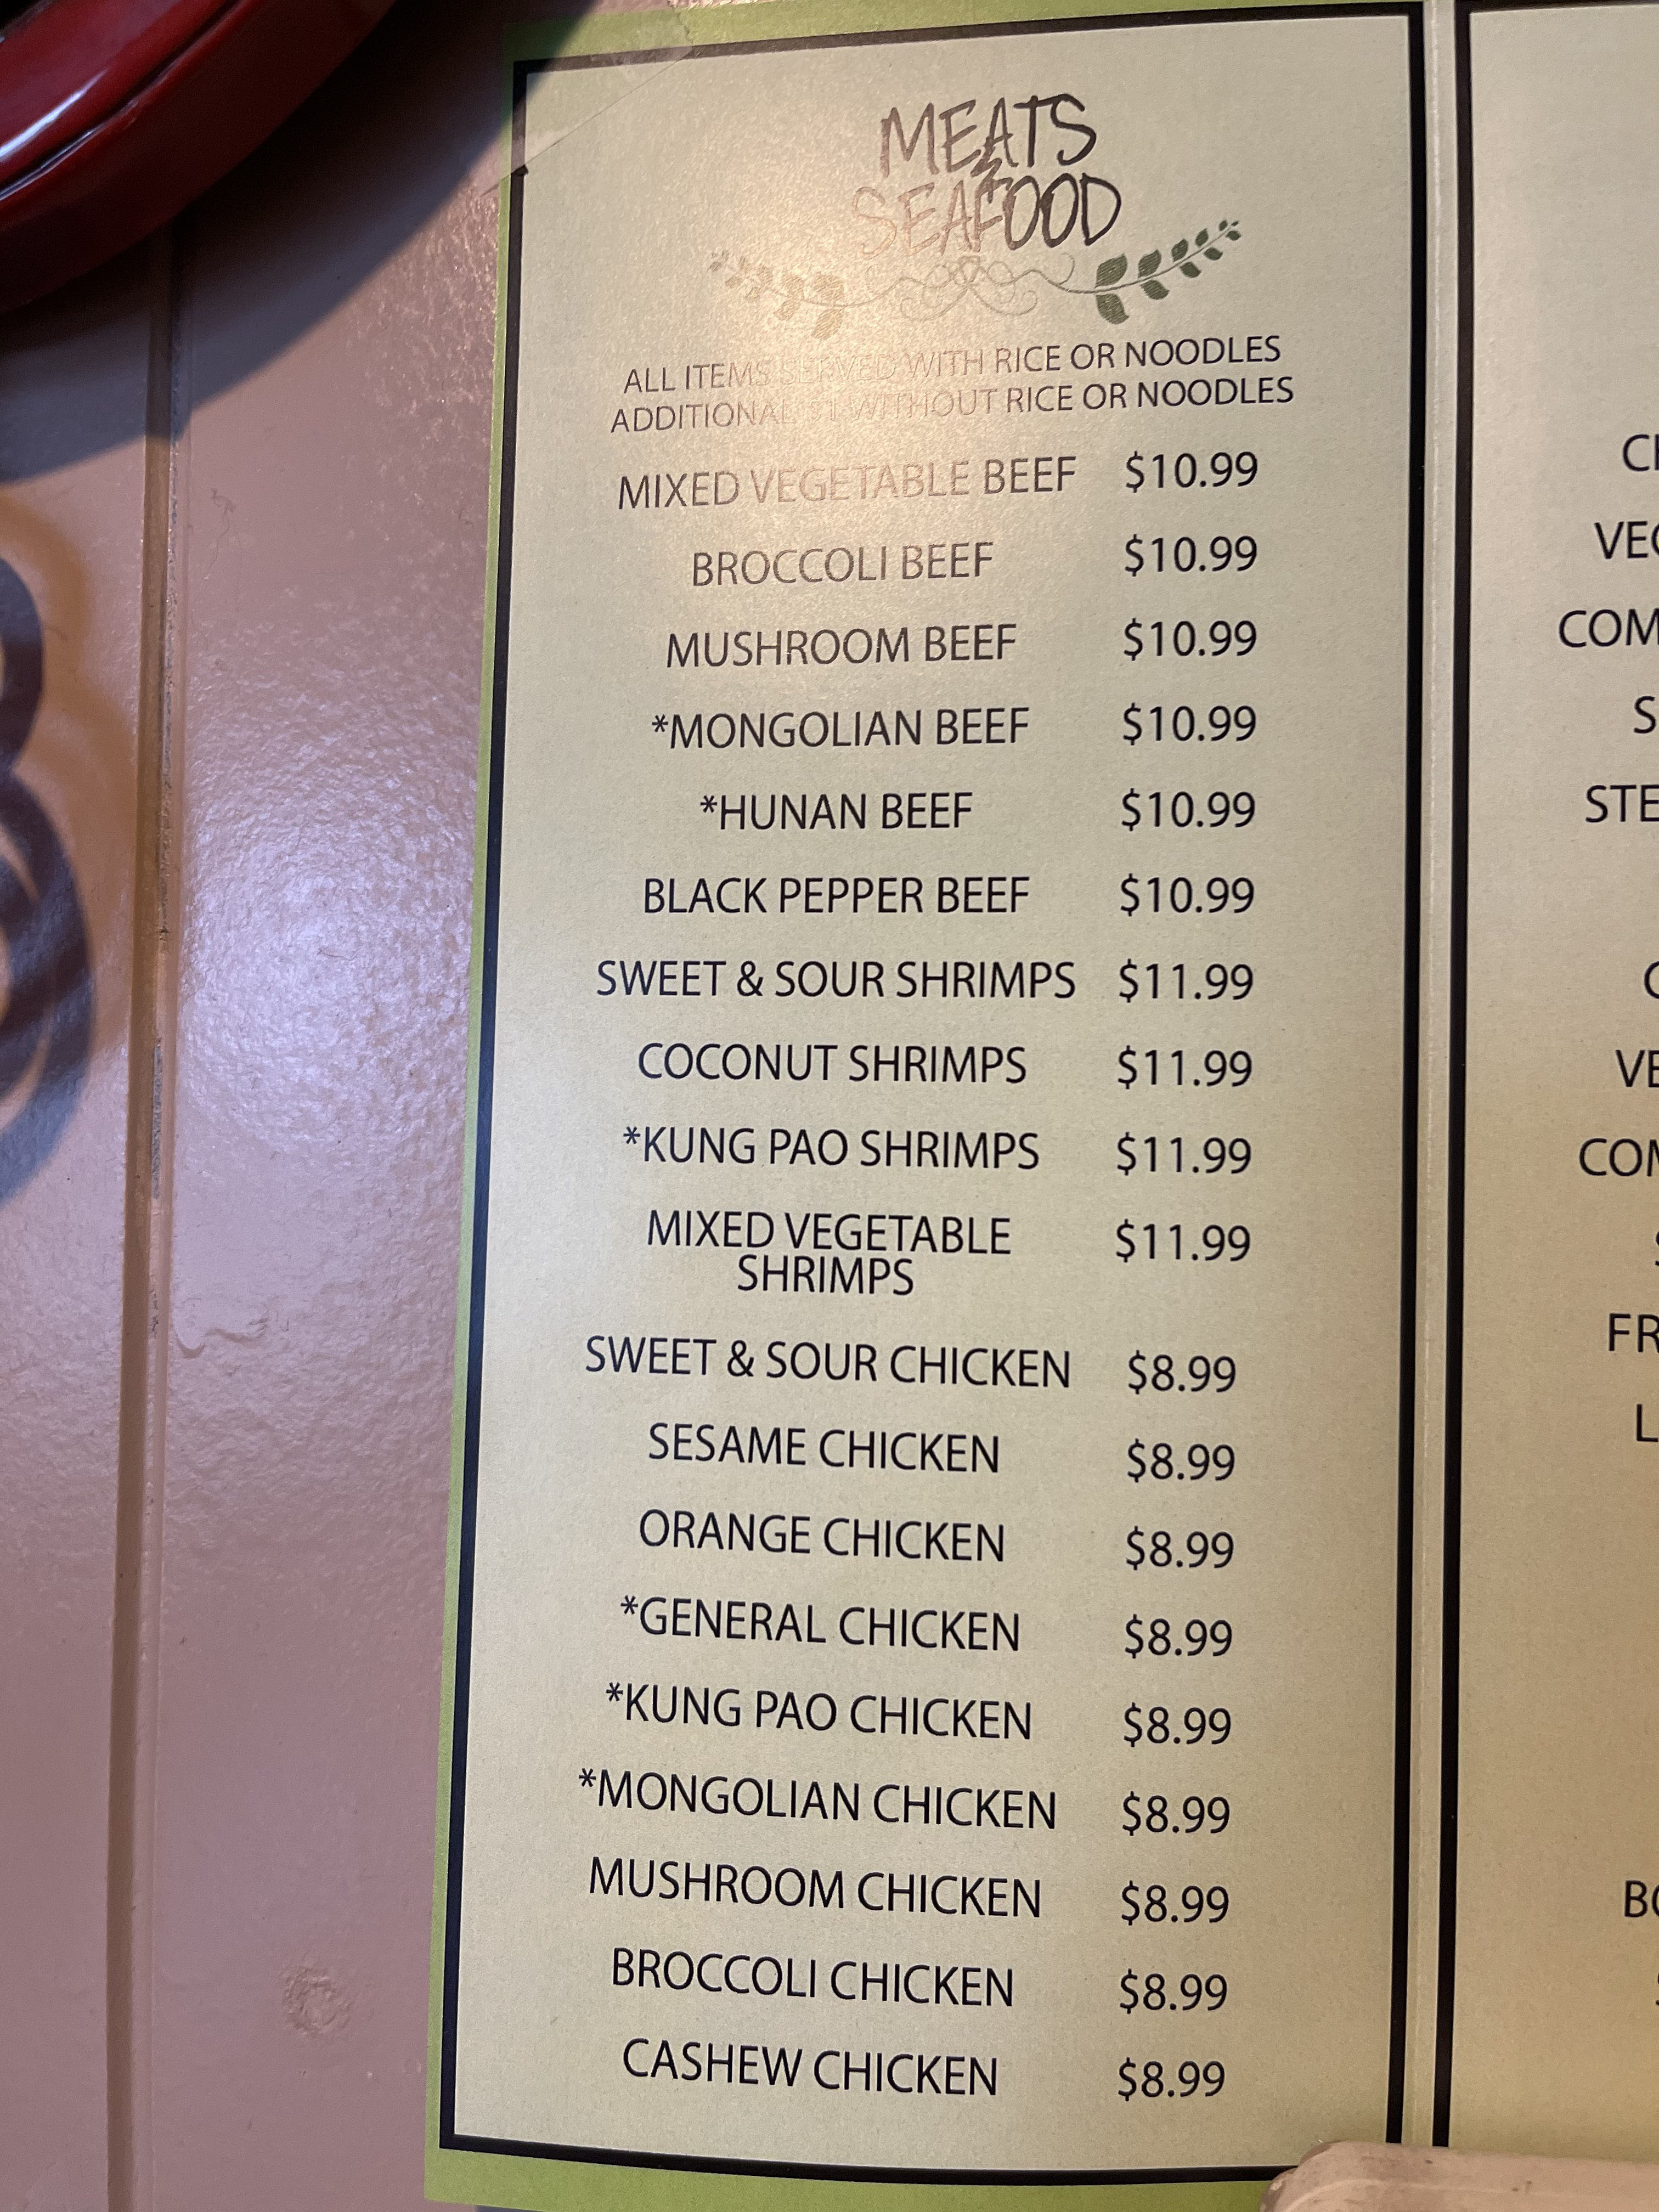 MEATS
&
SEAFOOD
ALL ITEMS SERVED WITH RICE OR NOODLES
ADDITIONAL $1 WITHOUT RICE OR NOODLES
MIXED VEGETABLE BEEF $10.99
BROCCOLI BEEF $10.99
MUSHROOM BEEF $10.99
*MONGOLIAN BEEF $10.99
*HUNAN BEEF $10.99
BLACK PEPPER BEEF $10.99
SWEET & SOUR SHRIMPS $11.99
COCONUT SHRIMPS $11.99
*KUNG PAO SHRIMPS $11.99
MIXED VEGETABLE $11.99
SHRIMPS
SWEET & SOUR CHICKEN $8.99
SESAME CHICKEN $8.99
ORANGE CHICKEN $8.99
*GENERAL CHICKEN $8.99
*KUNG PAO CHICKEN $8.99
*MONGOLIAN CHICKEN $8.99
MUSHROOM CHICKEN $8.99
BROCCOLI CHICKEN $8.99
CASHEW CHICKEN $8.99